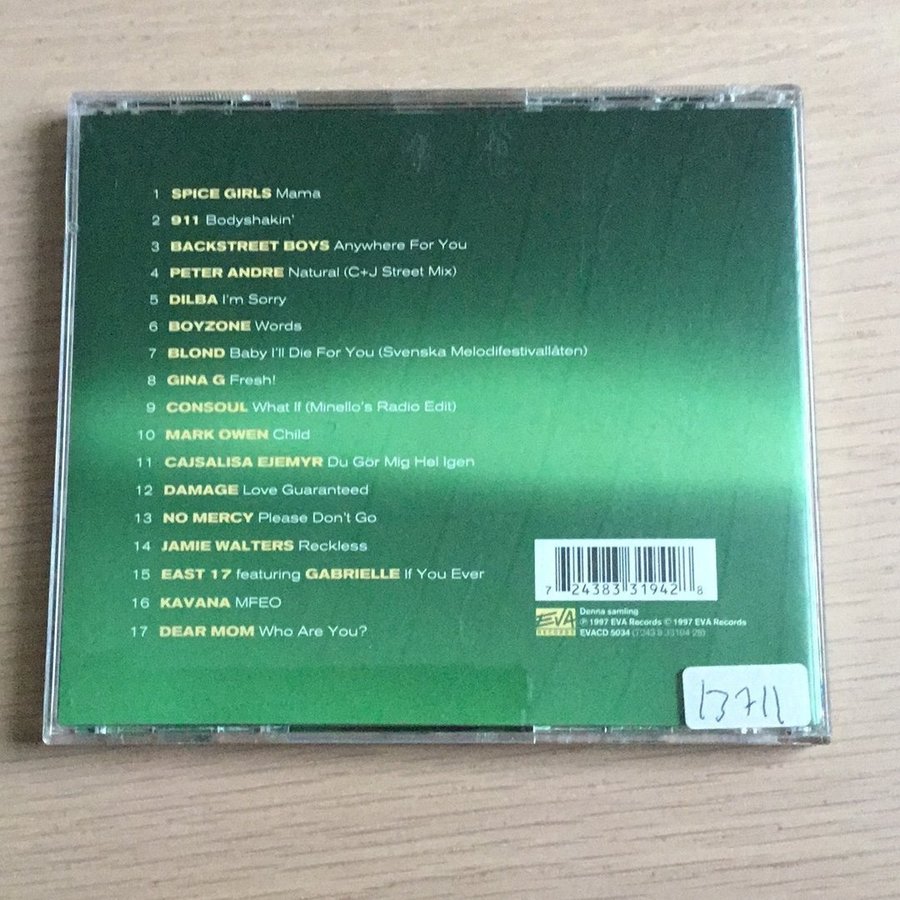 1 SPICE GIRLS Mama
2 911 Bodyshakin'
3 BACKSTREET BOYS Anywhere For You
4 PETER ANDRE Natural (C+J Street Mix)
5 DILBA I'm Sorry
6 BOYZONE Words
7 BLOND Baby I'll Die For You (Svenska Melodifestivallåten)
8 GINA G Fresh!
9 CONSOUL What If (Minello's Radio Edit)
10 MARK OWEN Child
11 CAJSALISA EJEMYR Du Gör Mig Hel Igen
12 DAMAGE Love Guaranteed
13 NO MERCY Please Don't Go
14 JAMIE WALTERS Reckless
15 EAST 17 featuring GABRIELLE If You Ever
16 KAVANA MFEO
17 DEAR MOM Who Are You?
7 24383 31942 8
EVA RECORDS
Denna samling
℗ 1997 EVA Records © 1997 EVA Records
EVACD 5034
13711